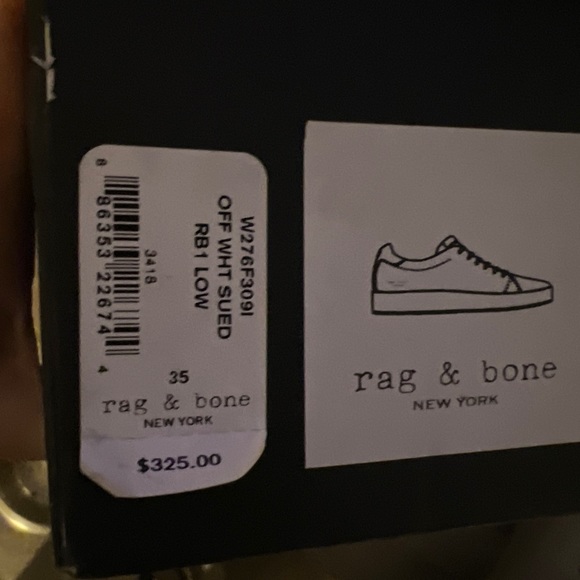 W276F309I
OFF WHT SUED
RB1 LOW
3418
8 86353 22674 4
35
rag & bone
NEW YORK
$325.00
rag & bone
NEW YORK